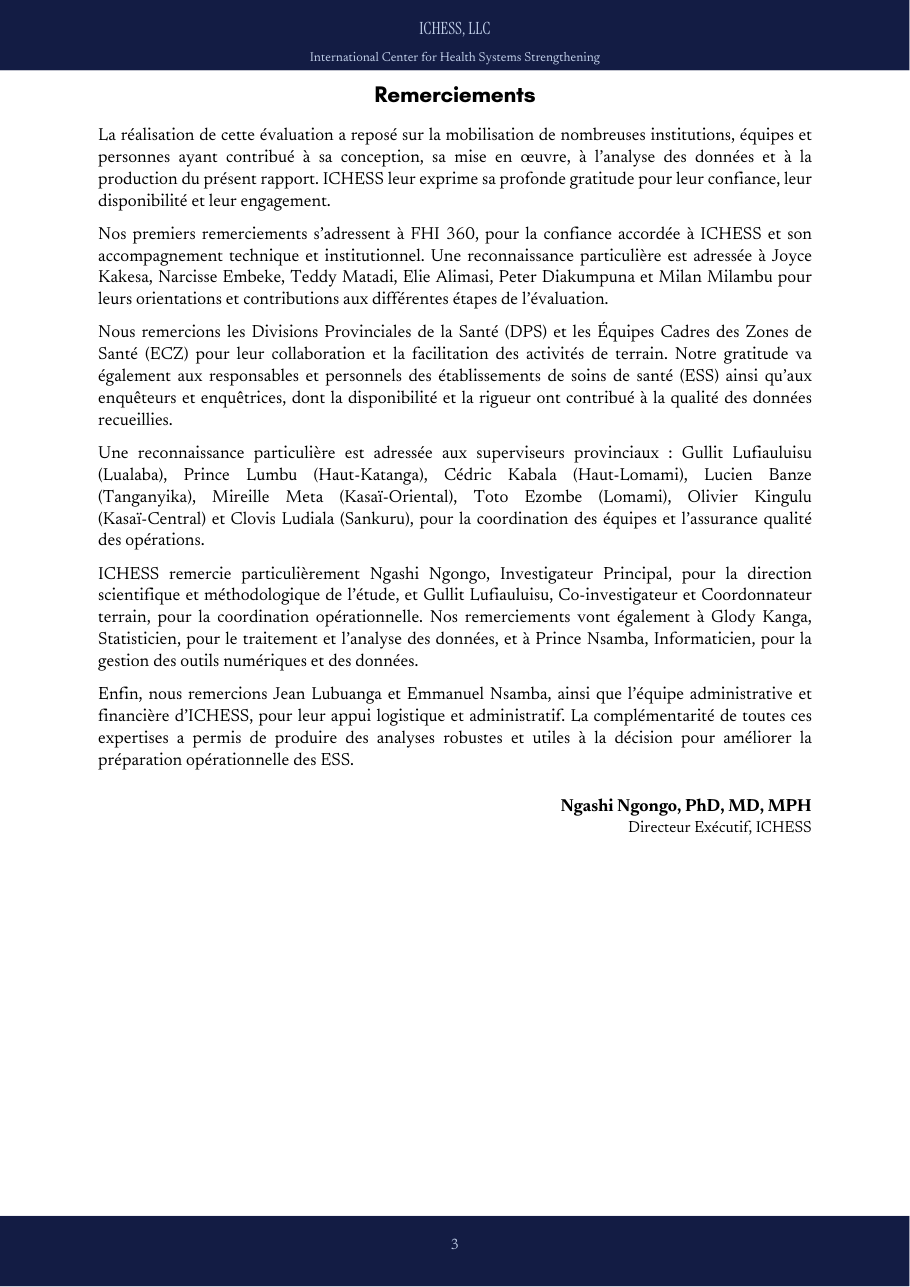 ICHESS, LLC
International Center for Health Systems Strengthening
Remerciements
La réalisation de cette évaluation a reposé sur la mobilisation de nombreuses institutions, équipes et
personnes ayant contribué à sa conception, sa mise en œuvre, à l’analyse des données et à la
production du présent rapport. ICHESS leur exprime sa profonde gratitude pour leur confiance, leur
disponibilité et leur engagement.
Nos premiers remerciements s’adressent à FHI 360, pour la confiance accordée à ICHESS et son
accompagnement technique et institutionnel. Une reconnaissance particulière est adressée à Joyce
Kakesa, Narcisse Embeke, Teddy Matadi, Elie Alimasi, Peter Diakumpuna et Milan Milambu pour
leurs orientations et contributions aux différentes étapes de l’évaluation.
Nous remercions les Divisions Provinciales de la Santé (DPS) et les Équipes Cadres des Zones de
Santé (ECZ) pour leur collaboration et la facilitation des activités de terrain. Notre gratitude va
également aux responsables et personnels des établissements de soins de santé (ESS) ainsi qu’aux
enquêteurs et enquêtrices, dont la disponibilité et la rigueur ont contribué à la qualité des données
recueillies.
Une reconnaissance particulière est adressée aux superviseurs provinciaux : Gullit Lufiauluisu
(Lualaba), Prince Lumbu (Haut-Katanga), Cédric Kabala (Haut-Lomami), Lucien Banze
(Tanganyika), Mireille Meta (Kasaï-Oriental), Toto Ezombe (Lomami), Olivier Kingulu
(Kasaï-Central) et Clovis Ludiala (Sankuru), pour la coordination des équipes et l’assurance qualité
des opérations.
ICHESS remercie particulièrement Ngashi Ngongo, Investigateur Principal, pour la direction
scientifique et méthodologique de l’étude, et Gullit Lufiauluisu, Co-investigateur et Coordonnateur
terrain, pour la coordination opérationnelle. Nos remerciements vont également à Glody Kanga,
Statisticien, pour le traitement et l’analyse des données, et à Prince Nsamba, Informaticien, pour la
gestion des outils numériques et des données.
Enfin, nous remercions Jean Lubuanga et Emmanuel Nsamba, ainsi que l’équipe administrative et
financière d’ICHESS, pour leur appui logistique et administratif. La complémentarité de toutes ces
expertises a permis de produire des analyses robustes et utiles à la décision pour améliorer la
préparation opérationnelle des ESS.
Ngashi Ngongo, PhD, MD, MPH
Directeur Exécutif, ICHESS
3